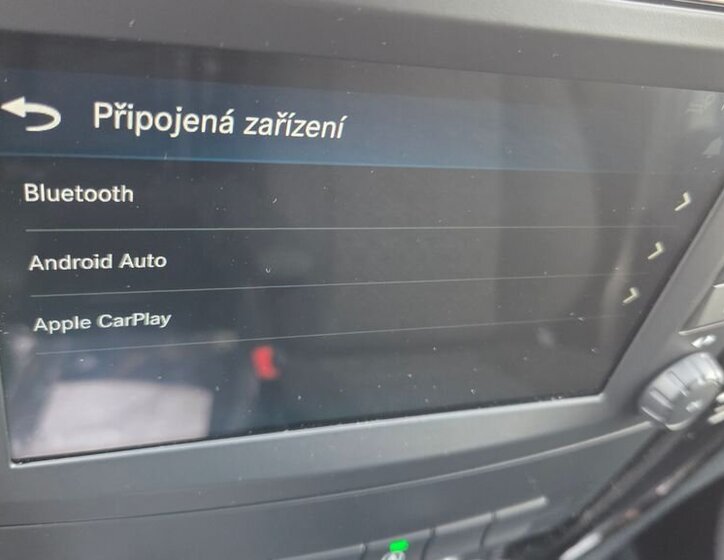 Připojená zařízení
Bluetooth
Android Auto
Apple CarPlay